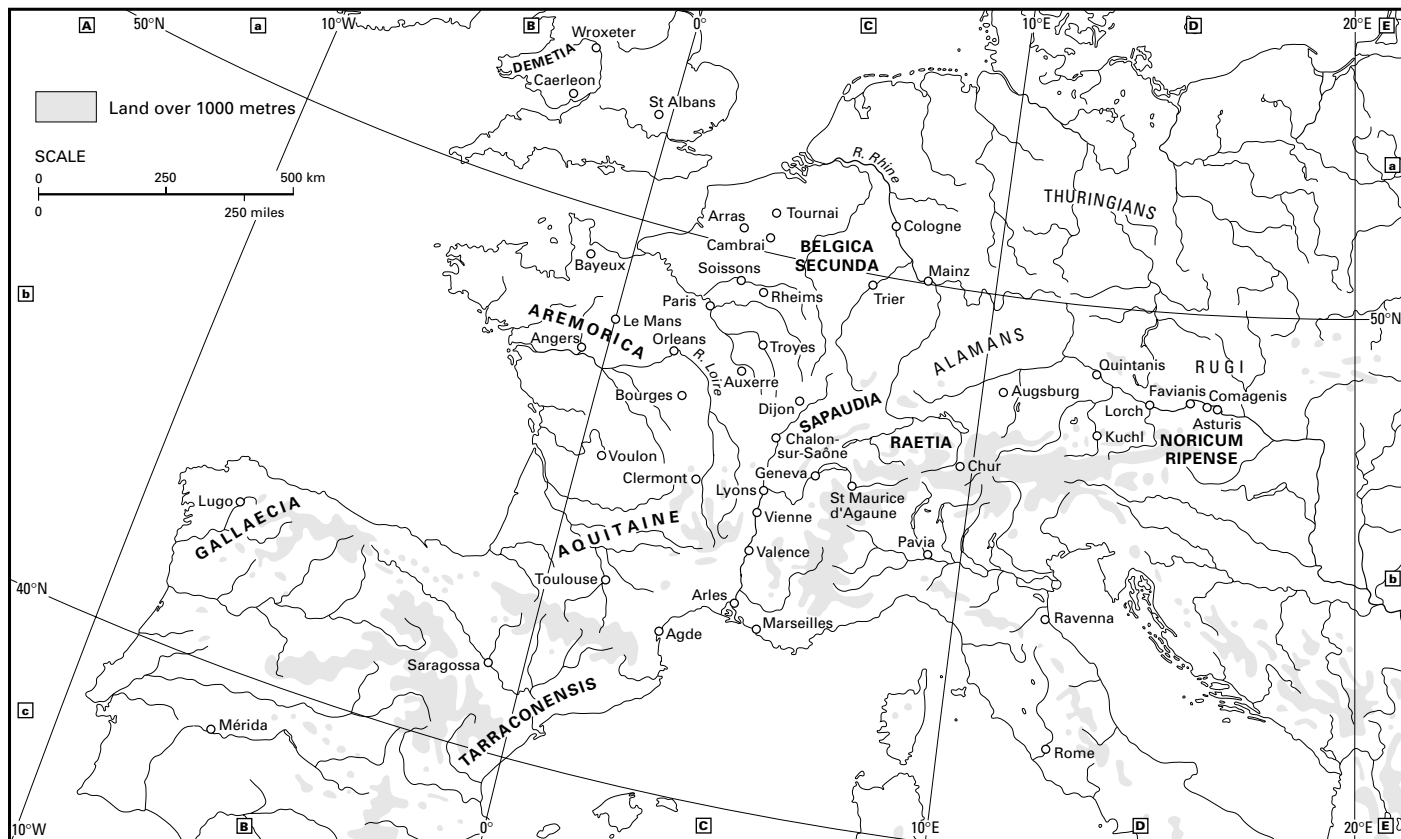 A
50°N
a
10°W
B
0°
C
10°E
D
20°E
E
Wroxeter
DEMETIA
Caerleon
St Albans
Land over 1000 metres
SCALE
0 250 500 km
0 250 miles
R. Rhine
a
THURINGIANS
Arras
Tournai
Cambrai
Cologne
BELGICA
SECUNDA
Bayeux
Soissons
Mainz
b
Rheims
Trier
Paris
AREMORICA
Le Mans
50°N
Angers
Orleans
R. Loire
Troyes
ALAMANS
Auxerre
Quintanis
RUGI
Bourges
Augsburg
Favianis
Comagenis
Dijon
SAPAUDIA
Lorch
Asturis
Chalon-
sur-Saône
RAETIA
Kuchl
NORICUM
RIPENSE
Voulon
Geneva
Chur
Clermont
Lyons
St Maurice
d'Agaune
Lugo
GALLAECIA
Vienne
AQUITAINE
Pavia
Valence
Toulouse
40°N
b
Arles
Marseilles
Ravenna
Agde
Saragossa
TARRACONENSIS
c
Mérida
Rome
10°W
B
0°
C
10°E
D
20°E
E